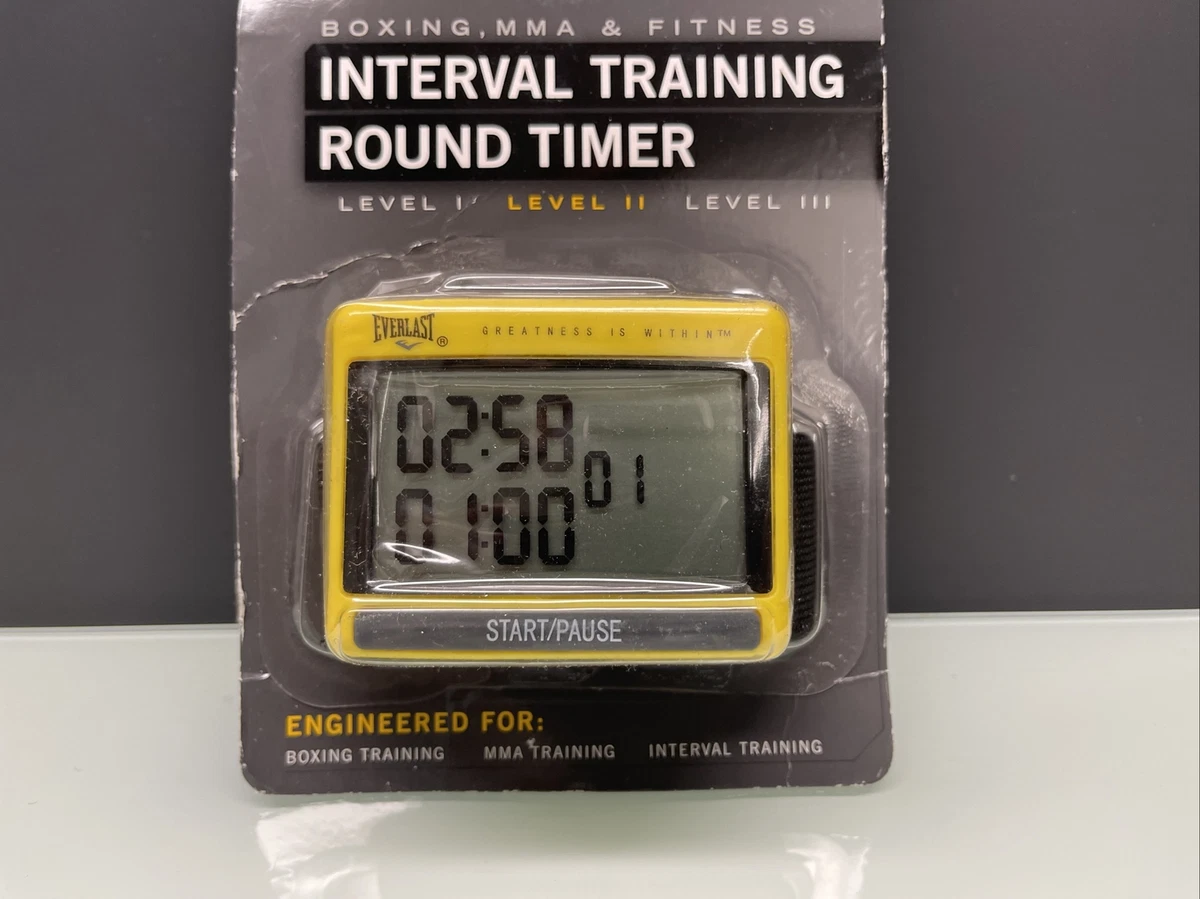 BOXING, MMA & FITNESS
INTERVAL TRAINING
ROUND TIMER
LEVEL I LEVEL II LEVEL III
EVERLAST® GREATNESS IS WITHIN™
02:58
01
01:00
START/PAUSE
ENGINEERED FOR:
BOXING TRAINING MMA TRAINING INTERVAL TRAINING